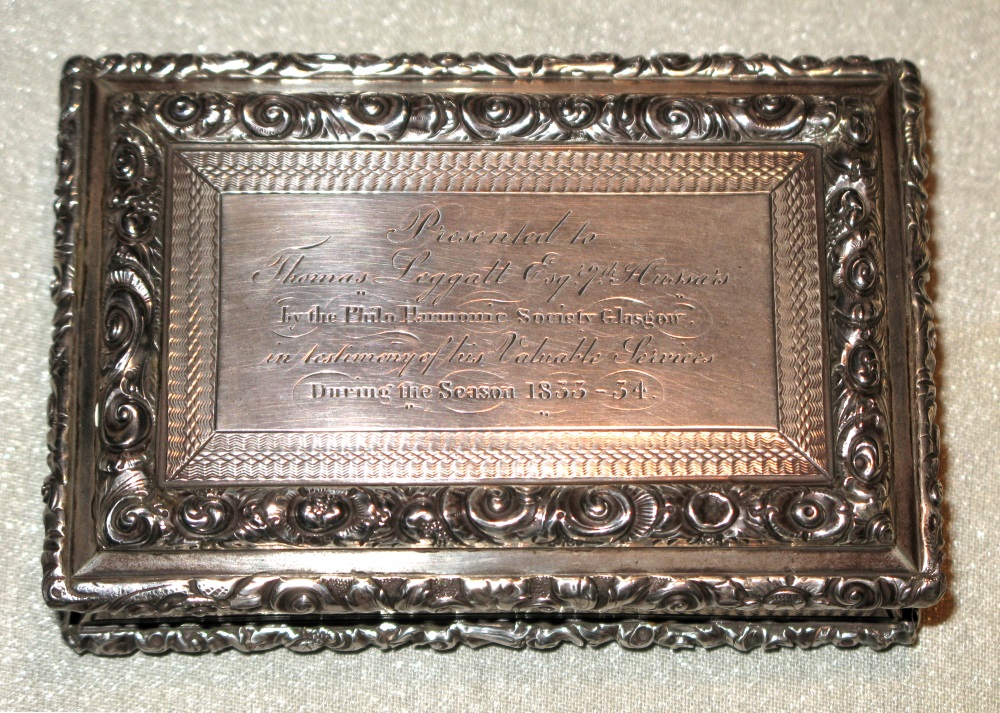 Presented to
Thomas Leggatt Esqr. 9th Hussars
by the Philo Harmonic Society Glasgow.
in testimony of his Valuable Services
During the Season 1833-34.